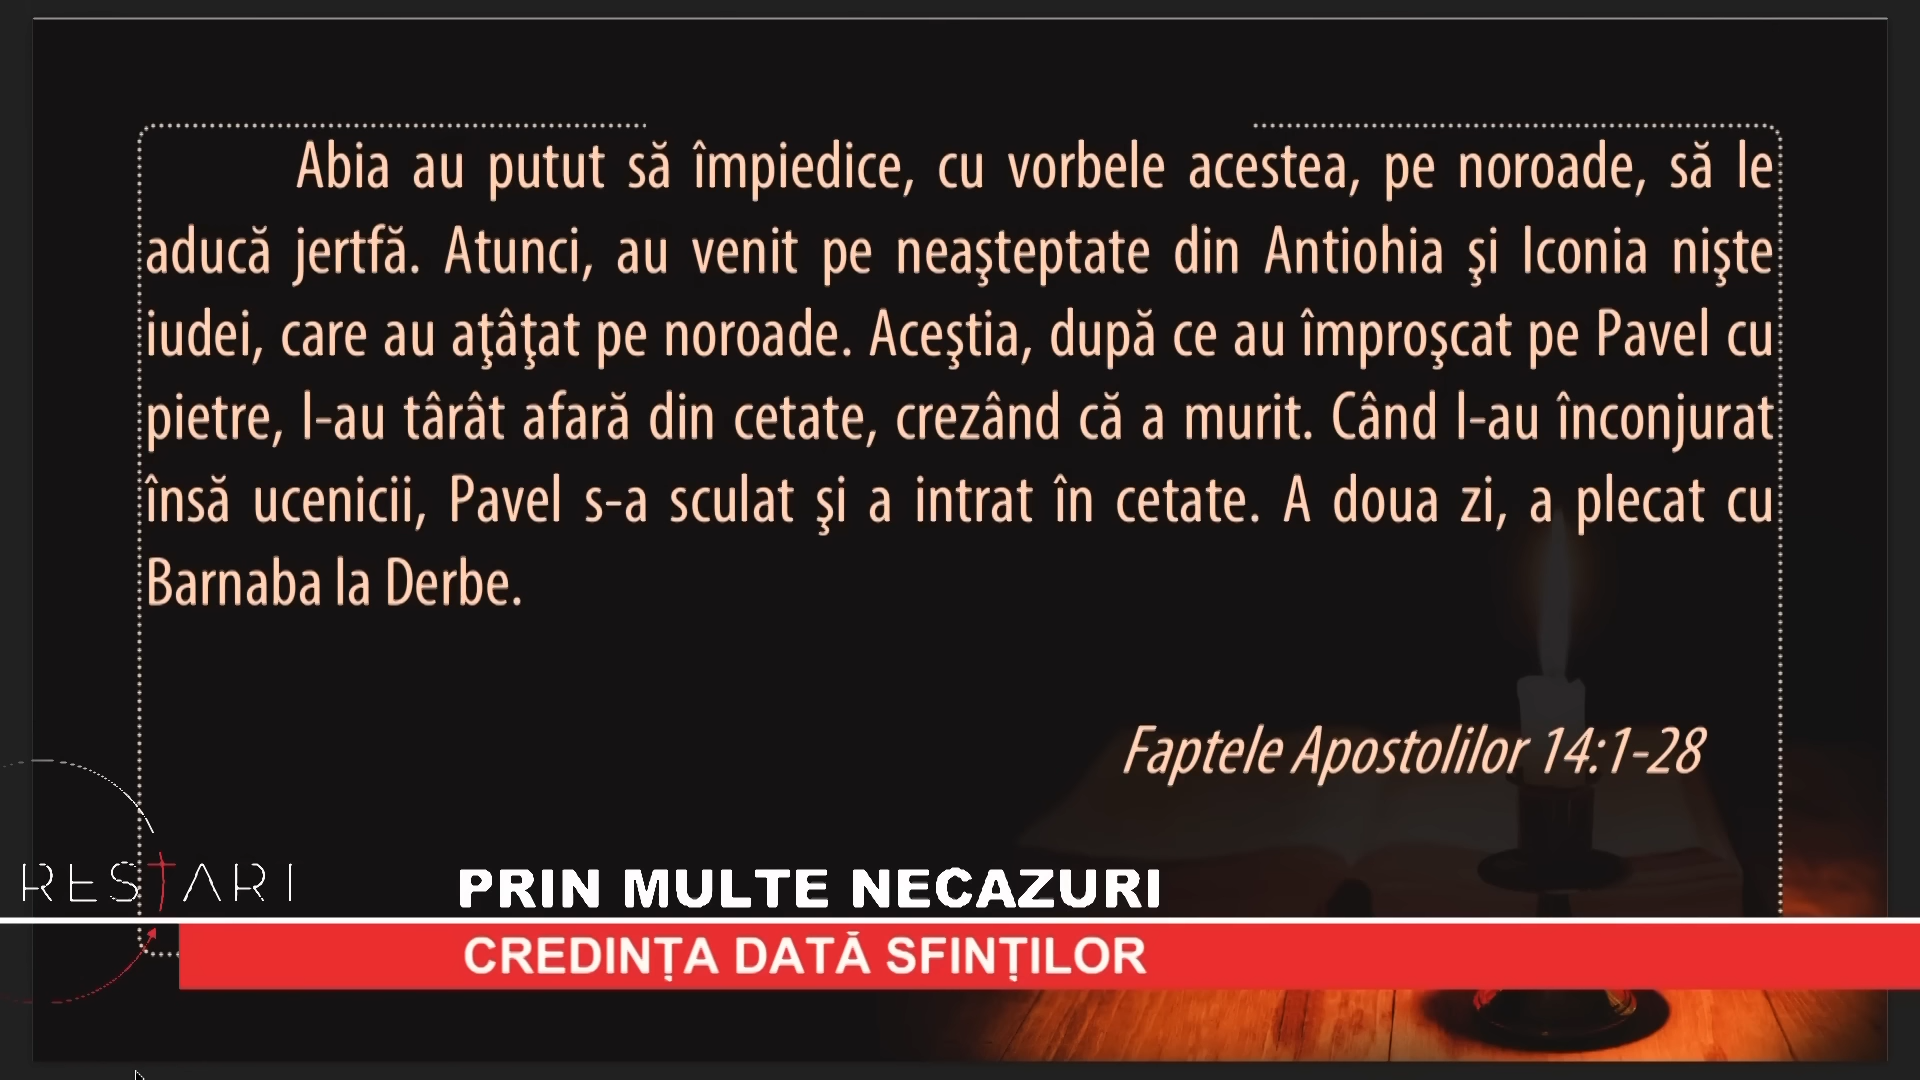 Abia au putut să împiedice, cu vorbele acestea, pe noroade, să le
aducă jertfă. Atunci, au venit pe neaşteptate din Antiohia şi Iconia nişte
iudei, care au aţâţat pe noroade. Aceştia, după ce au împroşcat pe Pavel cu
pietre, l-au târât afară din cetate, crezând că a murit. Când l-au înconjurat
însă ucenicii, Pavel s-a sculat şi a intrat în cetate. A doua zi, a plecat cu
Barnaba la Derbe.
Faptele Apostolilor 14:1-28
RESTARI
PRIN MULTE NECAZURI
CREDINȚA DATĂ SFINȚILOR